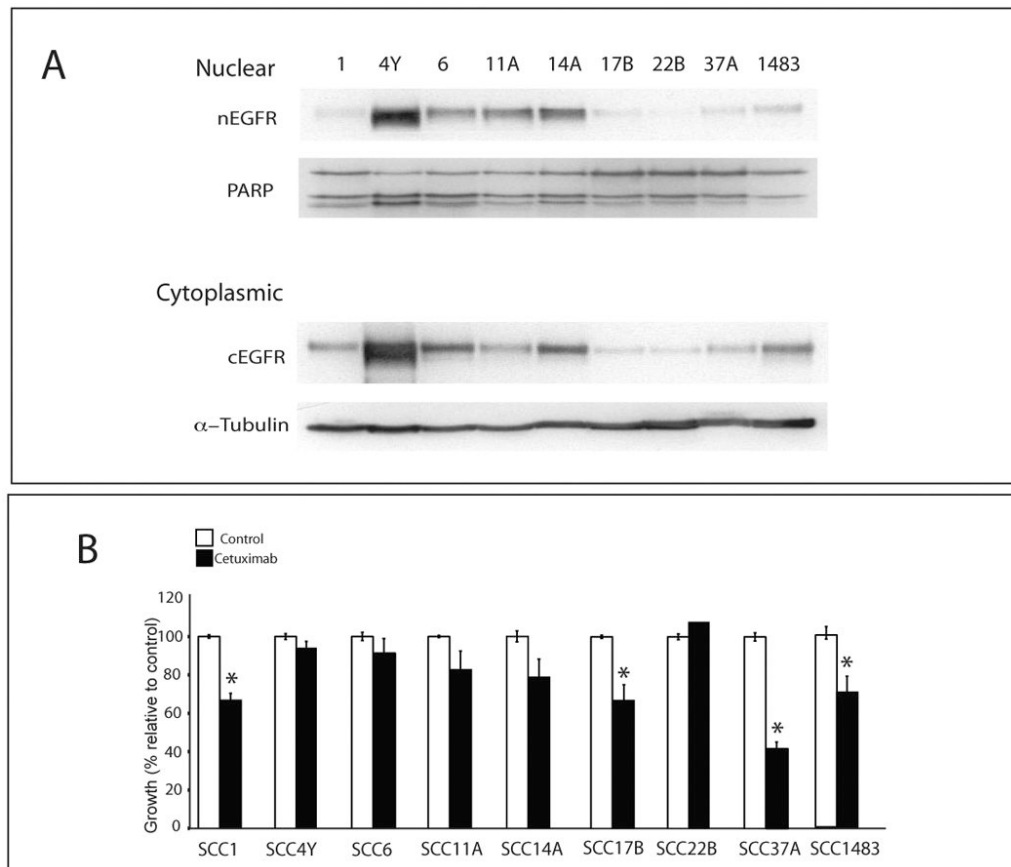 A
Nuclear 1 4Y 6 11A 14A 17B 22B 37A 1483
nEGFR
PARP
Cytoplasmic
cEGFR
α–Tubulin
B
Control
Cetuximab
Growth (% relative to control)
120
100
80
60
40
20
0
* * * *
SCC1 SCC4Y SCC6 SCC11A SCC14A SCC17B SCC22B SCC37A SCC1483